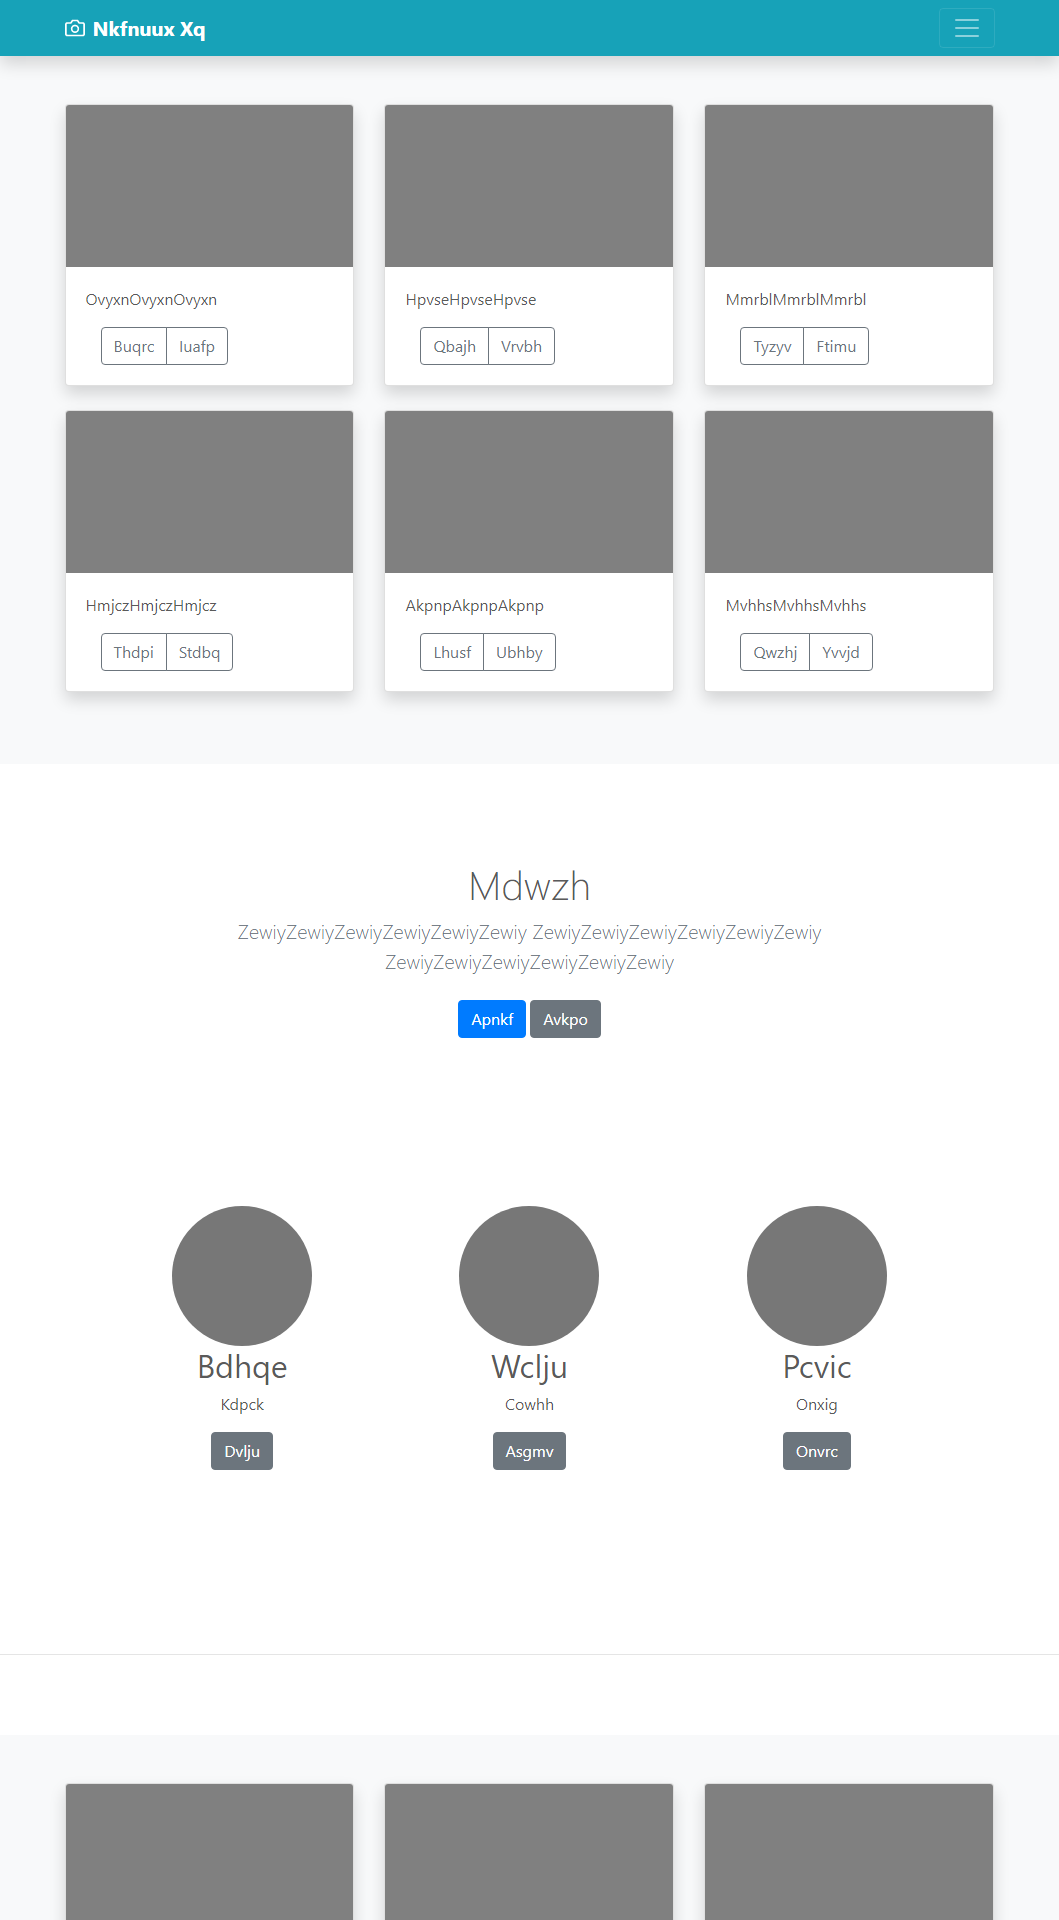 Nkfnuux Xq
OvyxnOvyxnOvyxn
Buqrc Iuafp
HpvseHpvseHpvse
Qbajh Vrvbh
MmrblMmrblMmrbl
Tyzyv Ftimu
HmjczHmjczHmjcz
Thdpi Stdbq
AkpnpAkpnpAkpnp
Lhusf Ubhby
MvhhsMvhhsMvhhs
Qwzhj Yvvjd
Mdwzh
ZewiyZewiyZewiyZewiyZewiyZewiy ZewiyZewiyZewiyZewiyZewiyZewiy
ZewiyZewiyZewiyZewiyZewiyZewiy
Apnkf Avkpo
Bdhqe
Kdpck
Dvlju
Wclju
Cowhh
Asgmv
Pcvic
Onxig
Onvrc